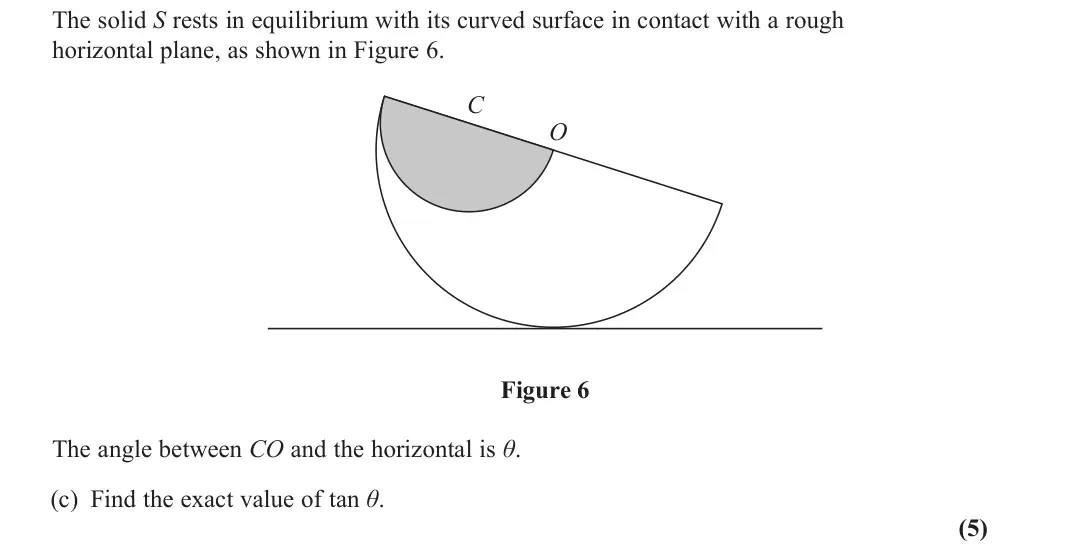 The solid S rests in equilibrium with its curved surface in contact with a rough
horizontal plane, as shown in Figure 6.
C
O
Figure 6
The angle between CO and the horizontal is θ.
(c) Find the exact value of tan θ.
(5)